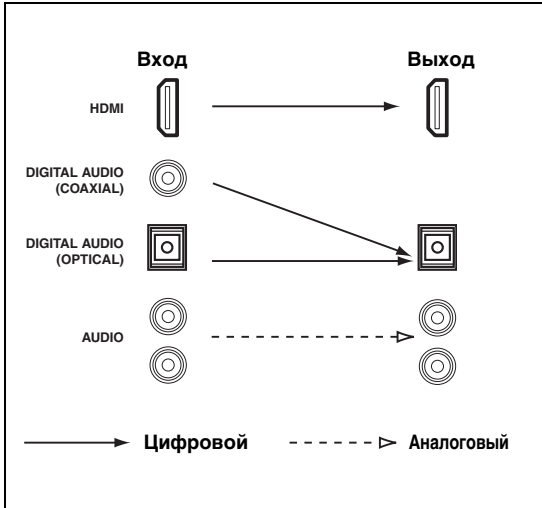 Вход
Выход
HDMI
DIGITAL AUDIO
(COAXIAL)
DIGITAL AUDIO
(OPTICAL)
AUDIO
Цифровой
Аналоговый